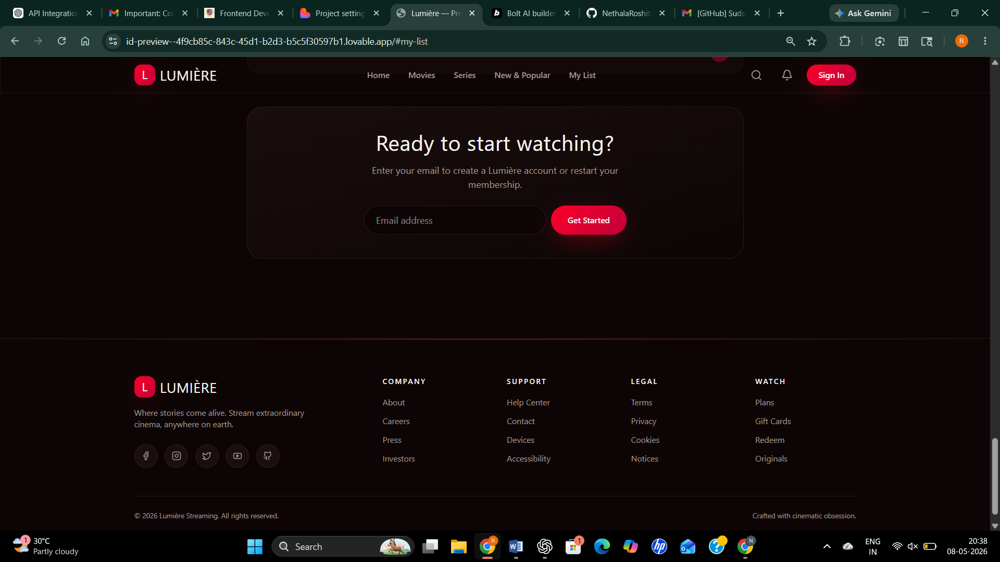 API Integration
Important: Co
Frontend Deve
Project setting
Lumière — Pre
Bolt AI builder
NethalaRoshit
[GitHub] Sudo
Ask Gemini
id-preview--4f9cb85c-843c-45d1-b2d3-b5c5f30597b1.lovable.app/#my-list
R
L LUMIÈRE
Home Movies Series New & Popular My List
Sign In
Ready to start watching?
Enter your email to create a Lumière account or restart your
membership.
Email address
Get Started
L LUMIÈRE
Where stories come alive. Stream extraordinary
cinema, anywhere on earth.
COMPANY
About
Careers
Press
Investors
SUPPORT
Help Center
Contact
Devices
Accessibility
LEGAL
Terms
Privacy
Cookies
Notices
WATCH
Plans
Gift Cards
Redeem
Originals
© 2026 Lumière Streaming. All rights reserved.
Crafted with cinematic obsession.
1
30°C
Partly cloudy
Search
R
1
hp
N
ENG
IN
20:38
08-05-2026